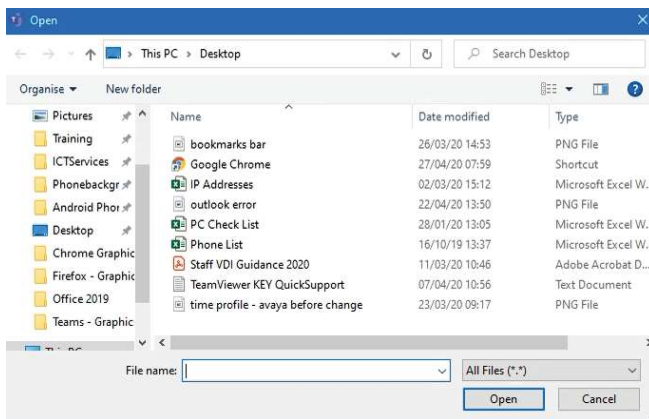 Open
This PC > Desktop
Search Desktop
Organise
New folder
Pictures
Training
ICTServices
Phonebackgr
Android Phor
Desktop
Chrome Graphic
Firefox - Graphic
Office 2019
Teams - Graphic
This PC
Name Date modified Type
bookmarks bar 26/03/20 14:53 PNG File
Google Chrome 27/04/20 07:59 Shortcut
IP Addresses 02/03/20 15:12 Microsoft Excel W.
outlook error 22/04/20 13:50 PNG File
PC Check List 28/01/20 13:05 Microsoft Excel W.
Phone List 16/10/19 13:37 Microsoft Excel W.
Staff VDI Guidance 2020 11/03/20 10:46 Adobe Acrobat D...
TeamViewer KEY QuickSupport 07/04/20 10:56 Text Document
time profile - avaya before change 23/03/20 09:17 PNG File
File name:
All Files (*.*)
Open
Cancel